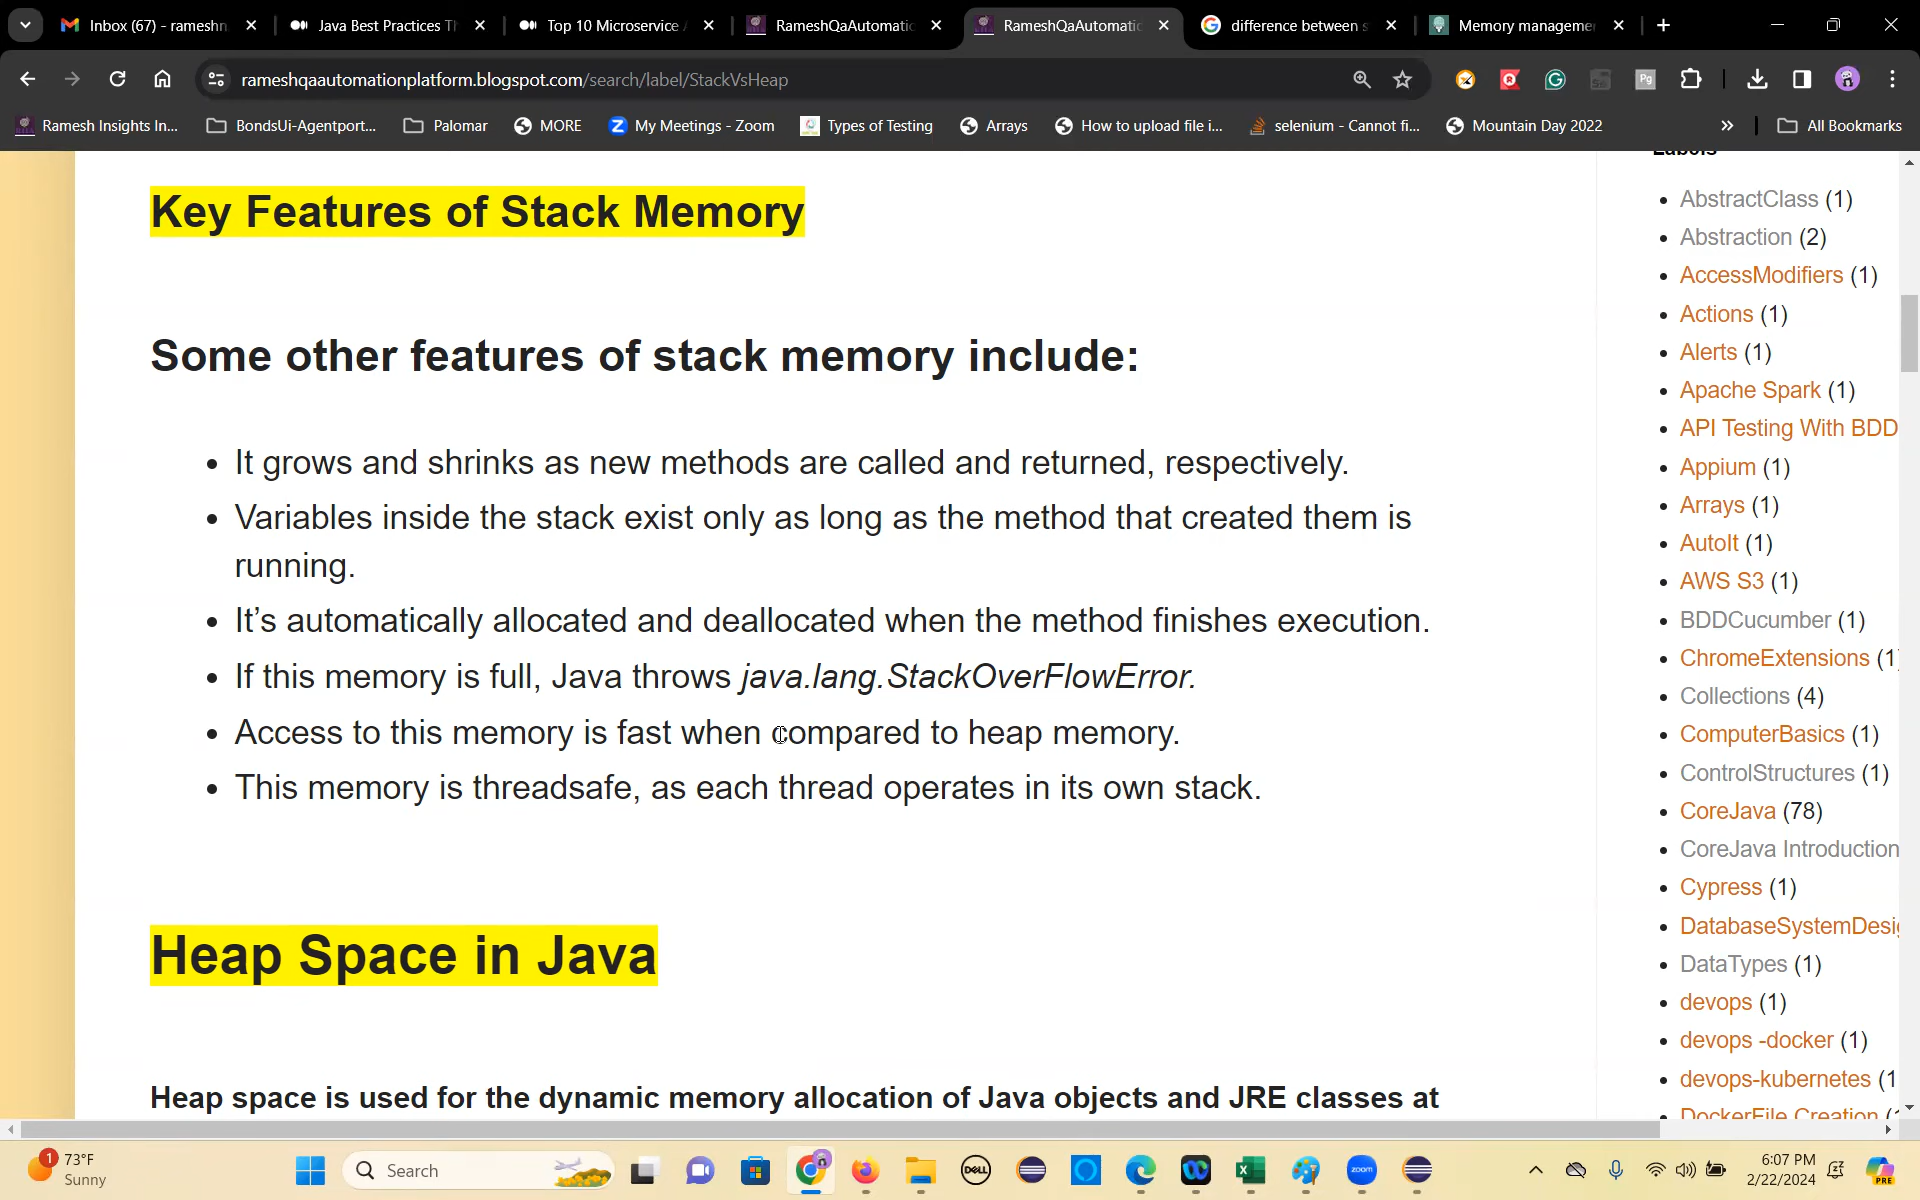 Inbox (67) - rameshn
Java Best Practices Th
Top 10 Microservice A
RameshQaAutomatic
RameshQaAutomatic
difference between s
Memory manageme
rameshqaautomationplatform.blogspot.com/search/label/StackVsHeap
Ramesh Insights In...
BondsUi-Agentport...
Palomar
MORE
My Meetings - Zoom
Types of Testing
Arrays
How to upload file i...
selenium - Cannot fi...
Mountain Day 2022
All Bookmarks
Key Features of Stack Memory
Some other features of stack memory include:
• It grows and shrinks as new methods are called and returned, respectively.
• Variables inside the stack exist only as long as the method that created them is
running.
• It’s automatically allocated and deallocated when the method finishes execution.
• If this memory is full, Java throws java.lang.StackOverFlowError.
• Access to this memory is fast when compared to heap memory.
• This memory is threadsafe, as each thread operates in its own stack.
Heap Space in Java
Heap space is used for the dynamic memory allocation of Java objects and JRE classes at
Labels
• AbstractClass (1)
• Abstraction (2)
• AccessModifiers (1)
• Actions (1)
• Alerts (1)
• Apache Spark (1)
• API Testing With BDD
• Appium (1)
• Arrays (1)
• AutoIt (1)
• AWS S3 (1)
• BDDCucumber (1)
• ChromeExtensions (1)
• Collections (4)
• ComputerBasics (1)
• ControlStructures (1)
• CoreJava (78)
• CoreJava Introduction
• Cypress (1)
• DatabaseSystemDesi
• DataTypes (1)
• devops (1)
• devops -docker (1)
• devops-kubernetes (1
• DockerFile Creation (
1
73°F
Sunny
Search
DELL
zoom
6:07 PM
2/22/2024
PRE